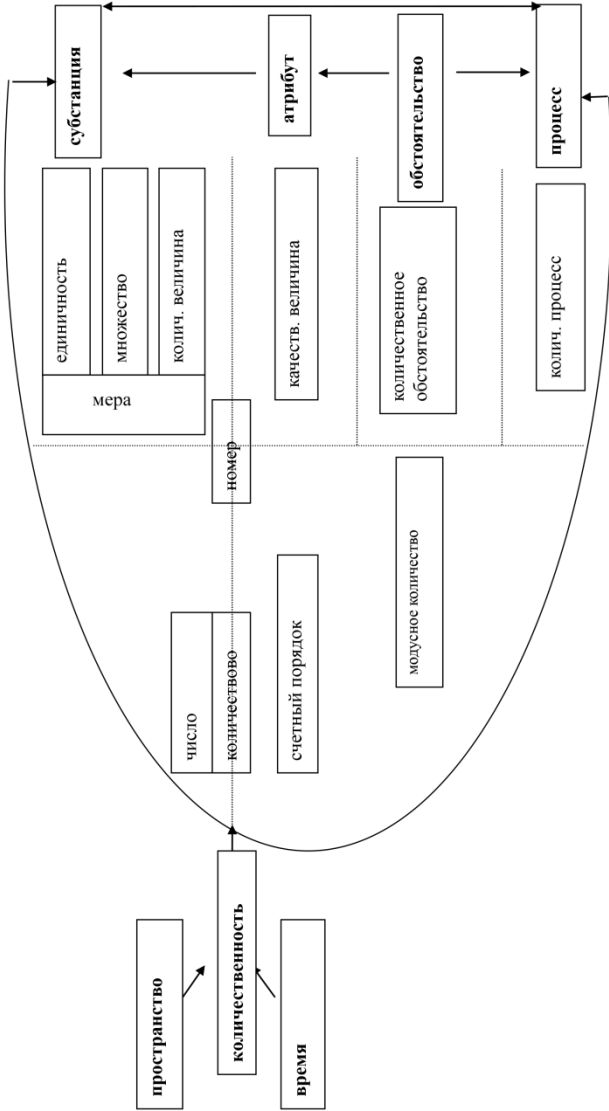 пространство
количественность
время
число
количествово
счетный порядок
модусное количество
номер
мера
единичность
множество
колич. величина
качеств. величина
количественное
обстоятельство
колич. процесс
субстанция
атрибут
обстоятельство
процесс